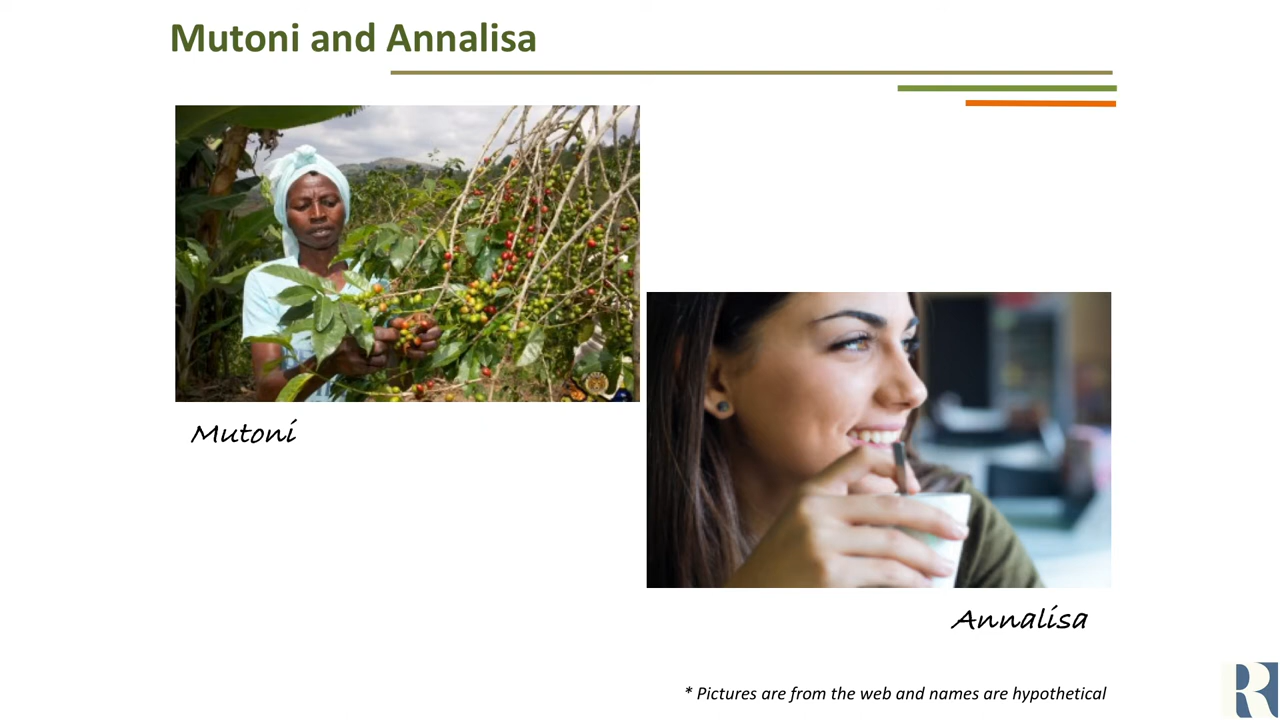 Mutoni and Annalisa
Mutoni
Annalisa
* Pictures are from the web and names are hypothetical
R